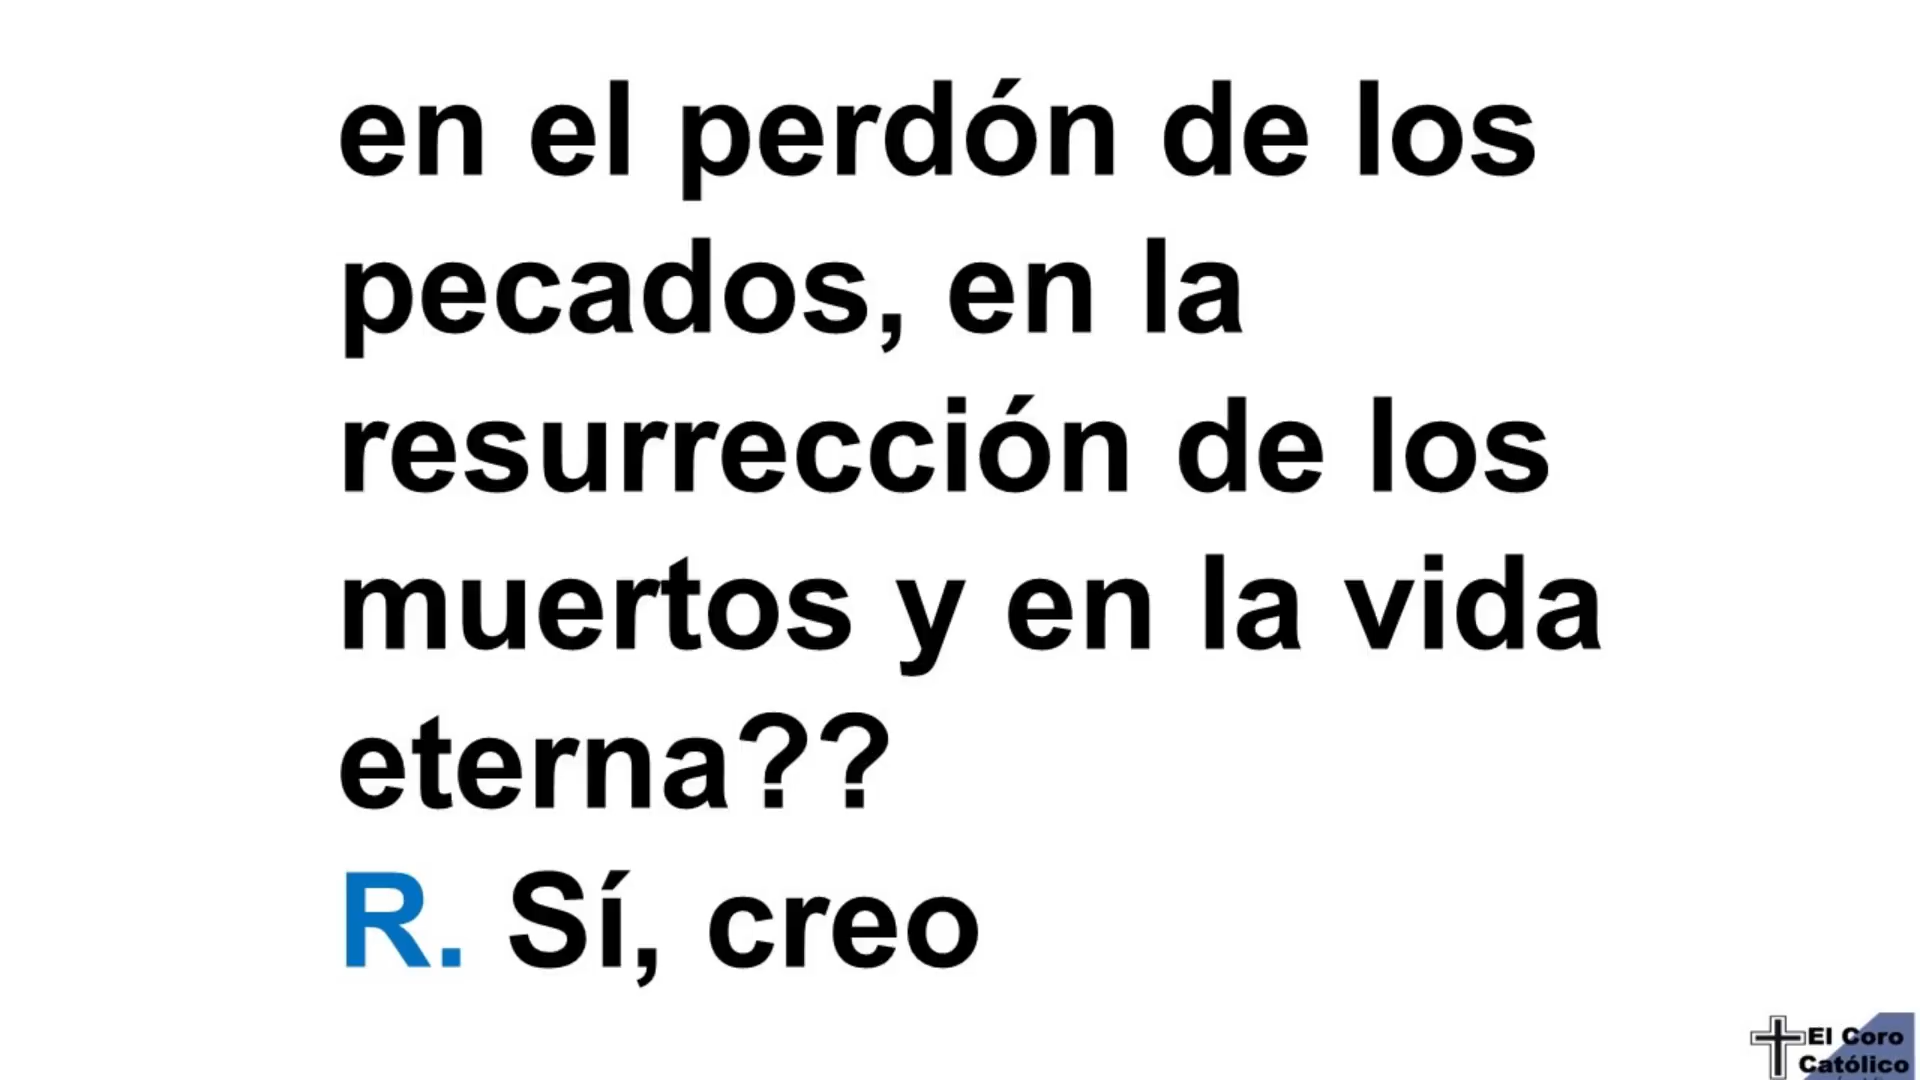 en el perdón de los
pecados, en la
resurrección de los
muertos y en la vida
eterna??
R. Sí, creo
El Coro
Católico